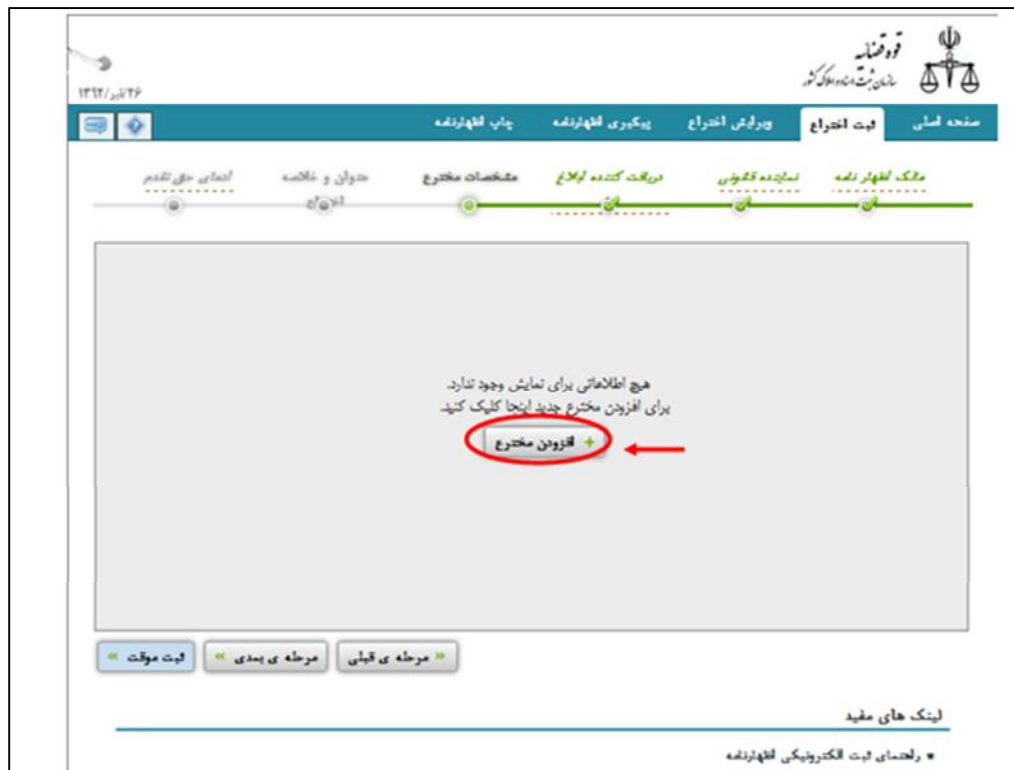 قوه قضائیه
سازمان ثبت اسناد و املاک کشور
۲۶/تیر/۱۳۹۲
صفحه اصلی
ثبت اختراع
ویرایش اختراع
پیگیری اظهارنامه
چاپ اظهارنامه
مالک اظهار نامه
نماینده قانونی
دریافت کننده ابلاغ
مشخصات مخترع
عنوان و خلاصه
ادعای حق تقدم
هیچ اطلاعاتی برای نمایش وجود ندارد.
برای افزودن مخترع جدید اینجا کلیک کنید.
+ افزودن مخترع
« مرحله ی قبلی
مرحله ی بعدی »
ثبت موقت »
لینک های مفید
راهنمای ثبت الکترونیکی اظهارنامه